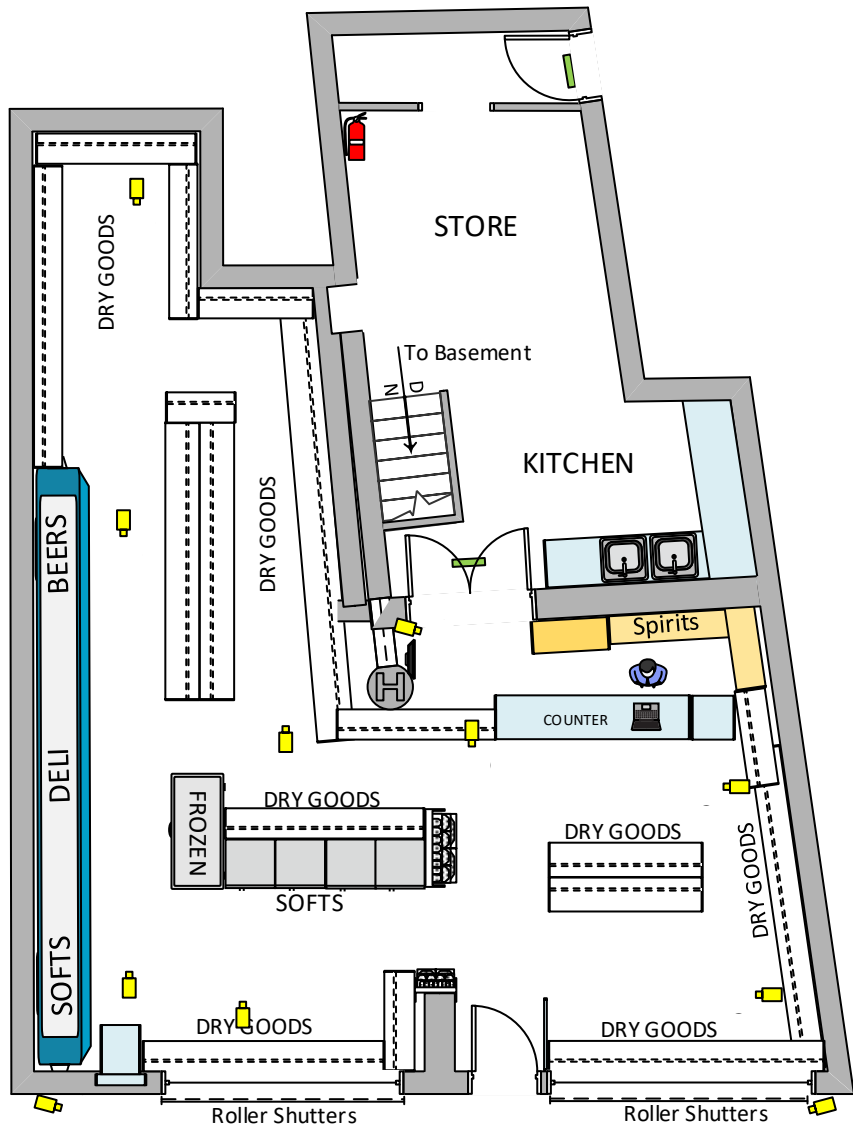 STORE
DRY GOODS
To Basement
D
N
KITCHEN
DRY GOODS
BEERS
Spirits
H
COUNTER
DELI
FROZEN
DRY GOODS
DRY GOODS
DRY GOODS
SOFTS
SOFTS
DRY GOODS
DRY GOODS
Roller Shutters
Roller Shutters